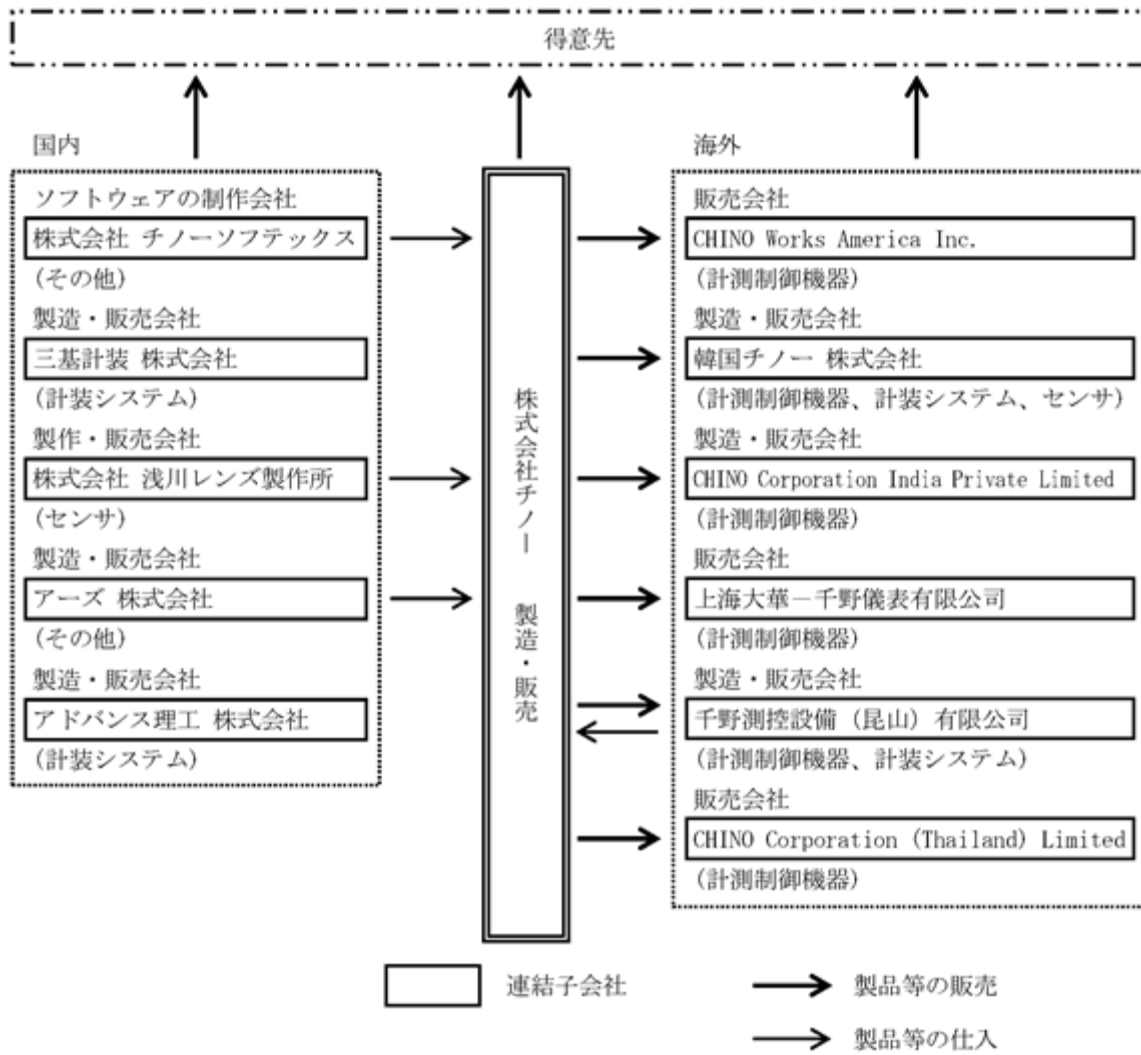 得意先
国内
ソフトウェアの制作会社
株式会社 チノーソフテックス
(その他)
製造・販売会社
三基計装 株式会社
(計装システム)
製作・販売会社
株式会社 浅川レンズ製作所
(センサ)
製造・販売会社
アーズ 株式会社
(その他)
製造・販売会社
アドバンス理工 株式会社
(計装システム)
株式会社チノー 製造・販売
海外
販売会社
CHINO Works America Inc.
(計測制御機器)
製造・販売会社
韓国チノー 株式会社
(計測制御機器、計装システム、センサ)
製造・販売会社
CHINO Corporation India Private Limited
(計測制御機器)
販売会社
上海大華－千野儀表有限公司
(計測制御機器)
製造・販売会社
千野測控設備（昆山）有限公司
(計測制御機器、計装システム)
販売会社
CHINO Corporation (Thailand) Limited
(計測制御機器)
連結子会社
製品等の販売
製品等の仕入